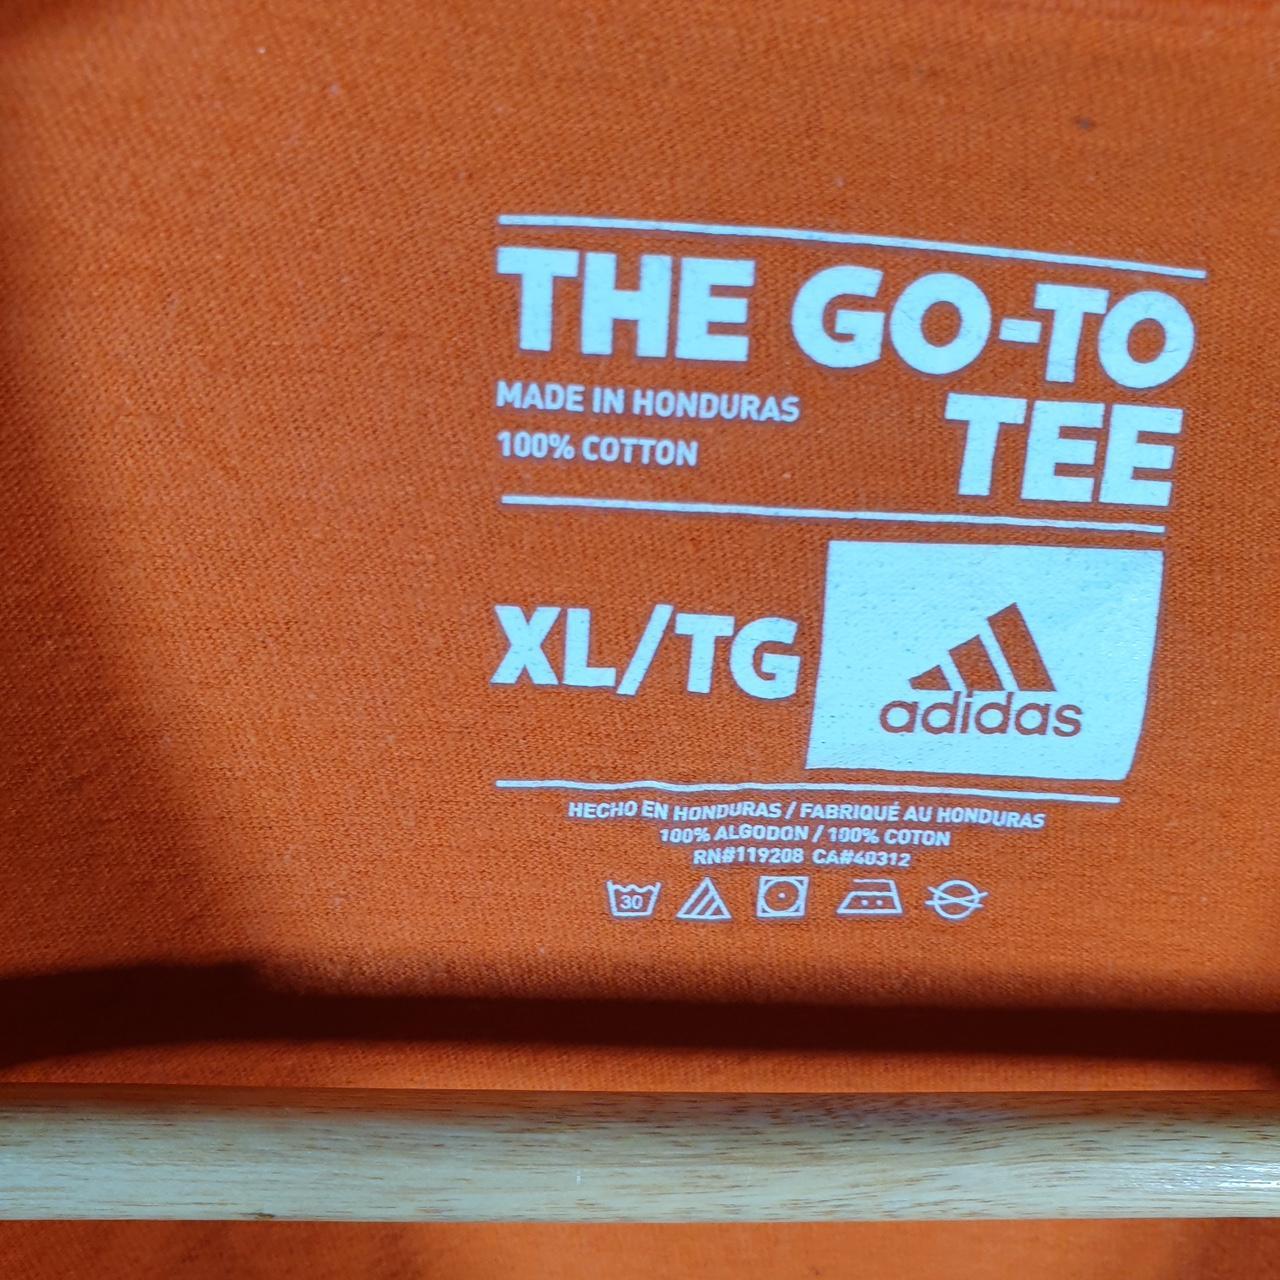 THE GO-TO
TEE
MADE IN HONDURAS
100% COTTON
XL/TG
adidas
HECHO EN HONDURAS / FABRIQUÉ AU HONDURAS
100% ALGODON / 100% COTON
RN#119208 CA#40312
30